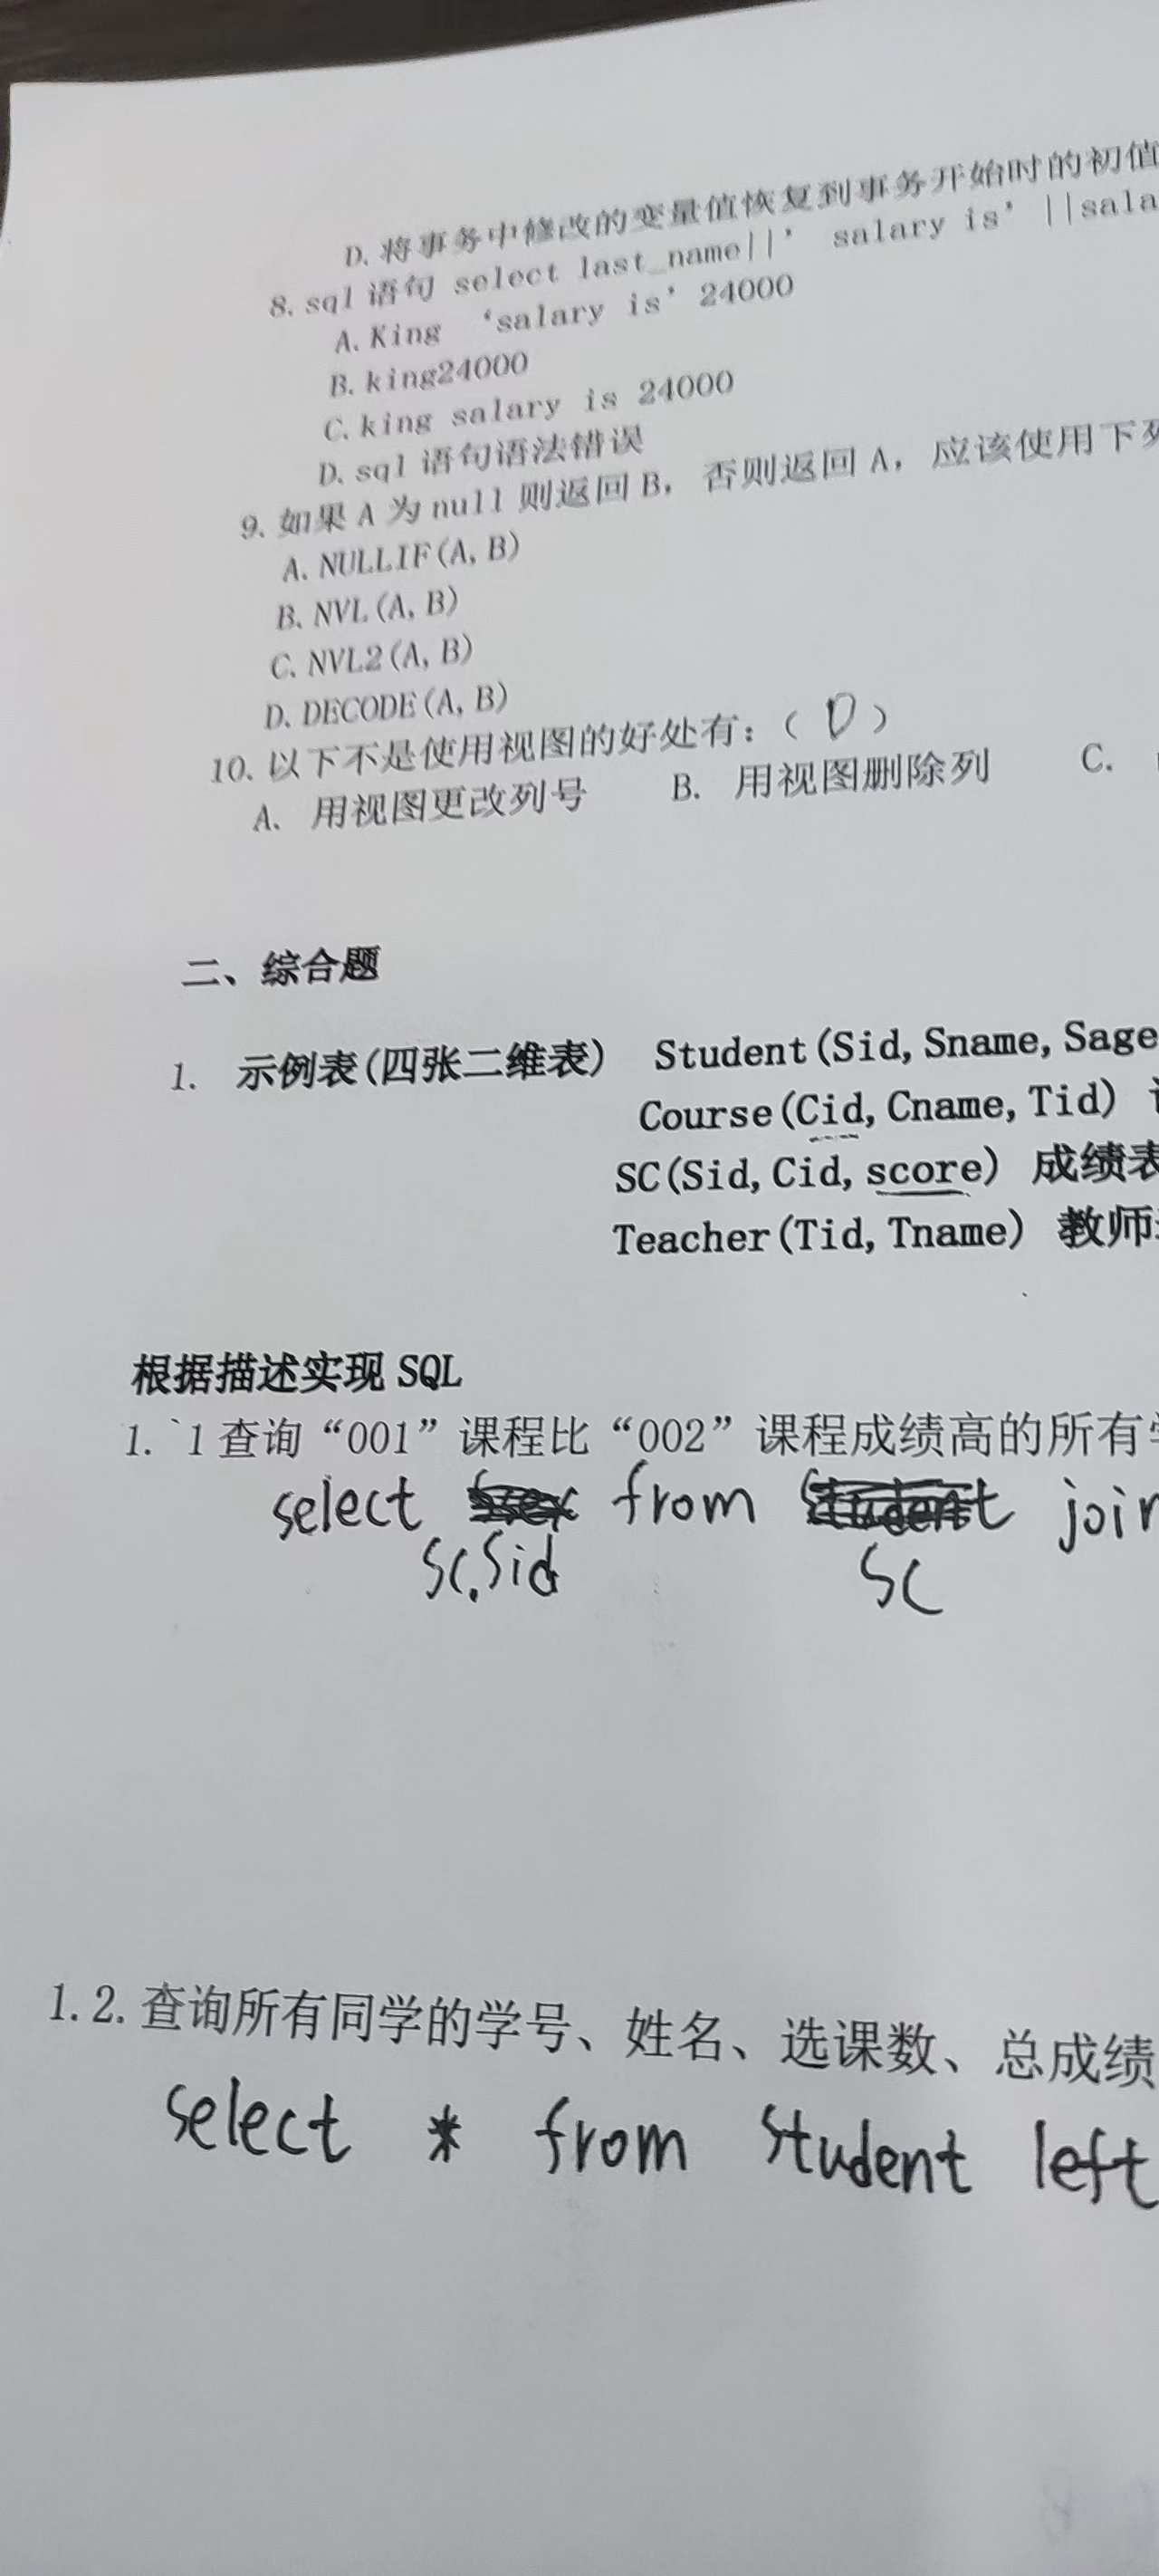 D. 将事务中修改的变量值恢复到事务开始时的初值
8. sql 语句 select last_name||’ salary is’ ||sala
A. King ‘salary is’ 24000
B. king24000
C. king salary is 24000
D. sql 语句语法错误
9. 如果 A 为 null 则返回 B，否则返回 A，应该使用下列
A. NULLIF(A, B)
B. NVL(A, B)
C. NVL2(A, B)
D. DECODE(A, B)
10. 以下不是使用视图的好处有：（ D ）
A. 用视图更改列号 B. 用视图删除列 C.
二、综合题
1. 示例表(四张二维表) Student(Sid, Sname, Sage
Course(Cid, Cname, Tid)
SC(Sid, Cid, score) 成绩表
Teacher(Tid, Tname) 教师
根据描述实现 SQL
1. `1 查询“001”课程比“002”课程成绩高的所有
select from student join
SC.Sid SC
1.2. 查询所有同学的学号、姓名、选课数、总成绩
select * from student left